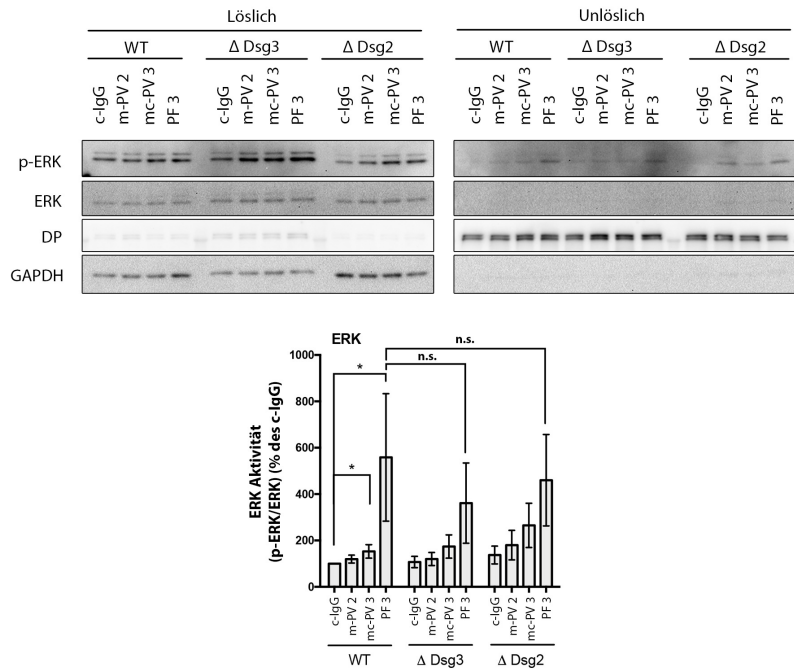 Löslich
Unlöslich
WT
Δ Dsg3
Δ Dsg2
WT
Δ Dsg3
Δ Dsg2
c-IgG
m-PV 2
mc-PV 3
PF 3
c-IgG
m-PV 2
mc-PV 3
PF 3
c-IgG
m-PV 2
mc-PV 3
PF 3
c-IgG
m-PV 2
mc-PV 3
PF 3
c-IgG
m-PV 2
mc-PV 3
PF 3
c-IgG
m-PV 2
mc-PV 3
PF 3
p-ERK
ERK
DP
GAPDH
ERK
n.s.
n.s.
*
*
ERK Aktivität
(p-ERK/ERK) (% des c-IgG)
1000
800
600
400
200
0
c-IgG
m-PV 2
mc-PV 3
PF 3
c-IgG
m-PV 2
mc-PV 3
PF 3
c-IgG
m-PV 2
mc-PV 3
PF 3
WT
Δ Dsg3
Δ Dsg2